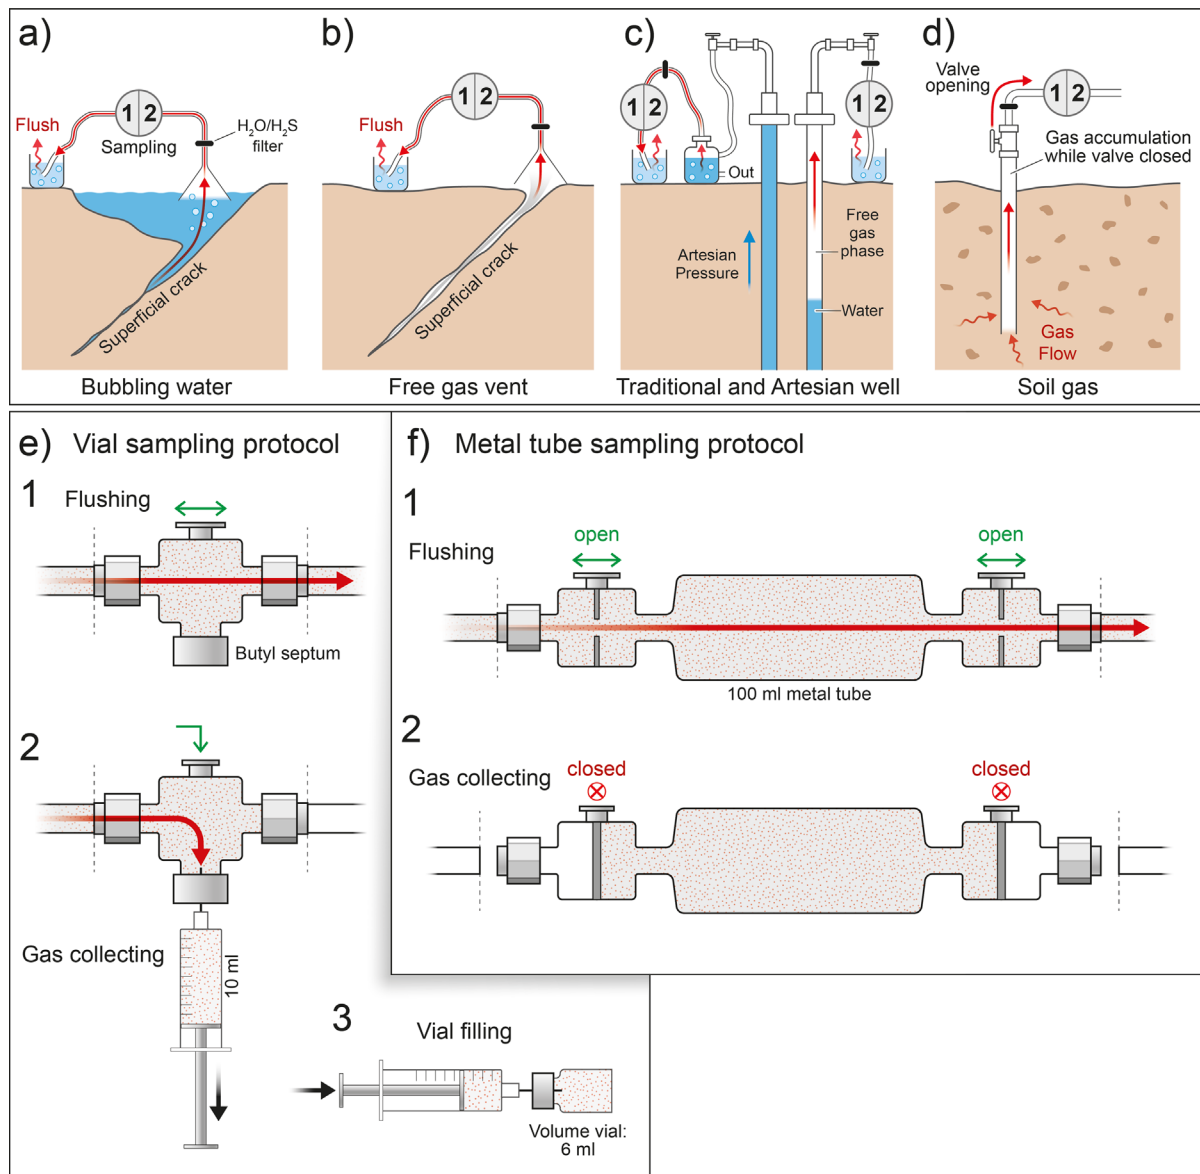 a)
1 2
Flush
Sampling
H2O/H2S
filter
Superficial crack
Bubbling water
b)
1 2
Flush
Superficial crack
Free gas vent
c)
1 2
1 2
Out
Artesian
Pressure
Free
gas
phase
Water
Traditional and Artesian well
d)
Valve
opening
1 2
Gas accumulation
while valve closed
Gas
Flow
Soil gas
e) Vial sampling protocol
1
Flushing
Butyl septum
2
Gas collecting
10 ml
3
Vial filling
Volume vial:
6 ml
f) Metal tube sampling protocol
1
Flushing
open
open
100 ml metal tube
2
Gas collecting
closed
closed